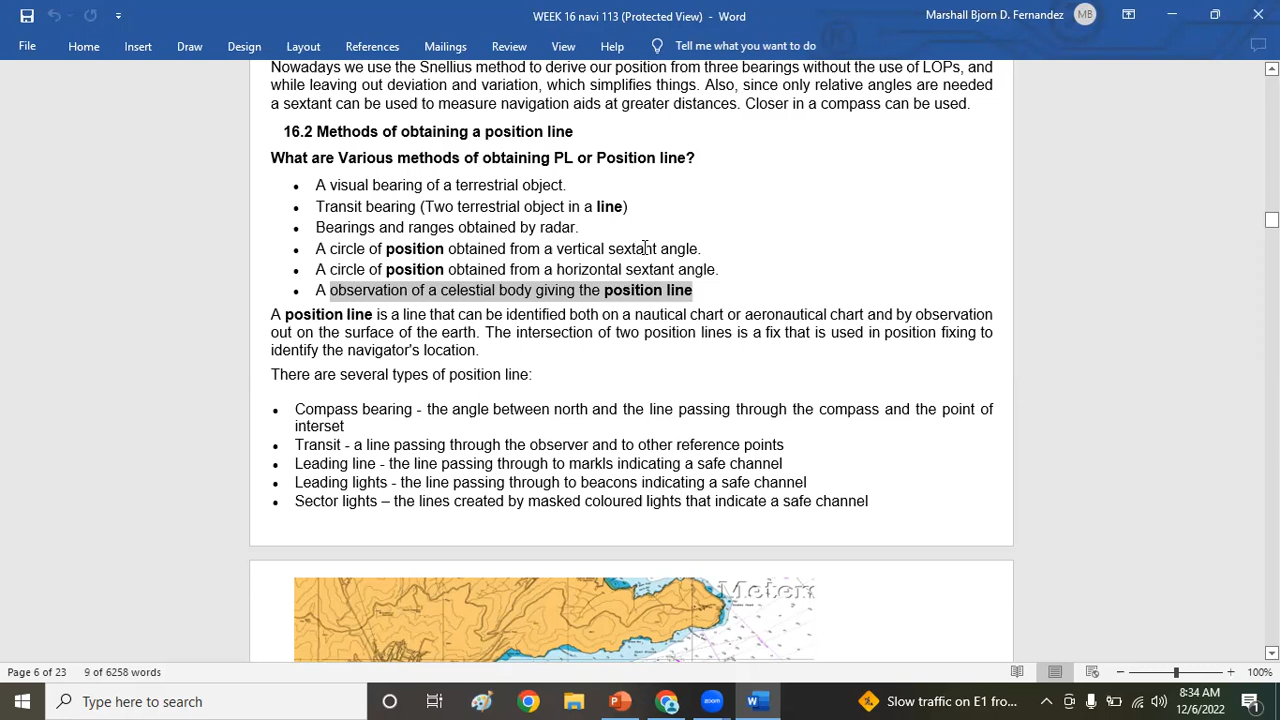 WEEK 16 navi 113 (Protected View) - Word
Marshall Bjorn D. Fernandez
MB
File Home Insert Draw Design Layout References Mailings Review View Help Tell me what you want to do
Nowadays we use the Snellius method to derive our position from three bearings without the use of LOPs, and
while leaving out deviation and variation, which simplifies things. Also, since only relative angles are needed
a sextant can be used to measure navigation aids at greater distances. Closer in a compass can be used.
16.2 Methods of obtaining a position line
What are Various methods of obtaining PL or Position line?
• A visual bearing of a terrestrial object.
• Transit bearing (Two terrestrial object in a line)
• Bearings and ranges obtained by radar.
• A circle of position obtained from a vertical sextant angle.
• A circle of position obtained from a horizontal sextant angle.
• A observation of a celestial body giving the position line
A position line is a line that can be identified both on a nautical chart or aeronautical chart and by observation
out on the surface of the earth. The intersection of two position lines is a fix that is used in position fixing to
identify the navigator's location.
There are several types of position line:
• Compass bearing - the angle between north and the line passing through the compass and the point of
interset
• Transit - a line passing through the observer and to other reference points
• Leading line - the line passing through to markls indicating a safe channel
• Leading lights - the line passing through to beacons indicating a safe channel
• Sector lights – the lines created by masked coloured lights that indicate a safe channel
Page 6 of 23 9 of 6258 words
100%
Type here to search
Slow traffic on E1 fro...
8:34 AM
12/6/2022